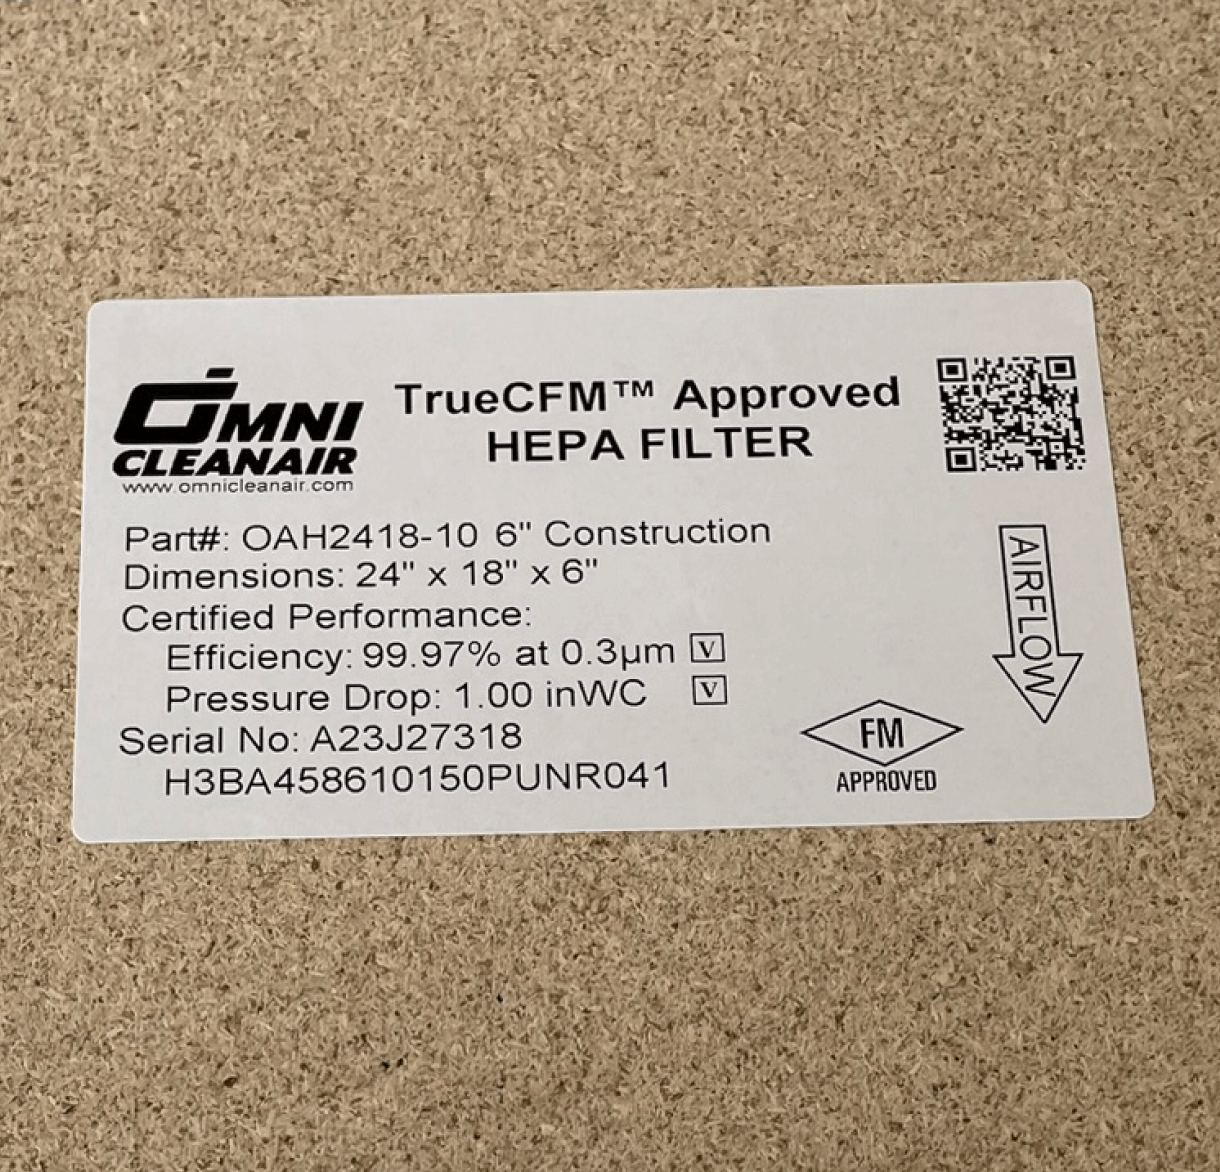 OMNI
CLEANAIR
www.omnicleanair.com
TrueCFM™ Approved
HEPA FILTER
Part#: OAH2418-10 6" Construction
Dimensions: 24" x 18" x 6"
Certified Performance:
Efficiency: 99.97% at 0.3µm V
Pressure Drop: 1.00 inWC V
Serial No: A23J27318
H3BA458610150PUNR041
AIRFLOW
FM
APPROVED